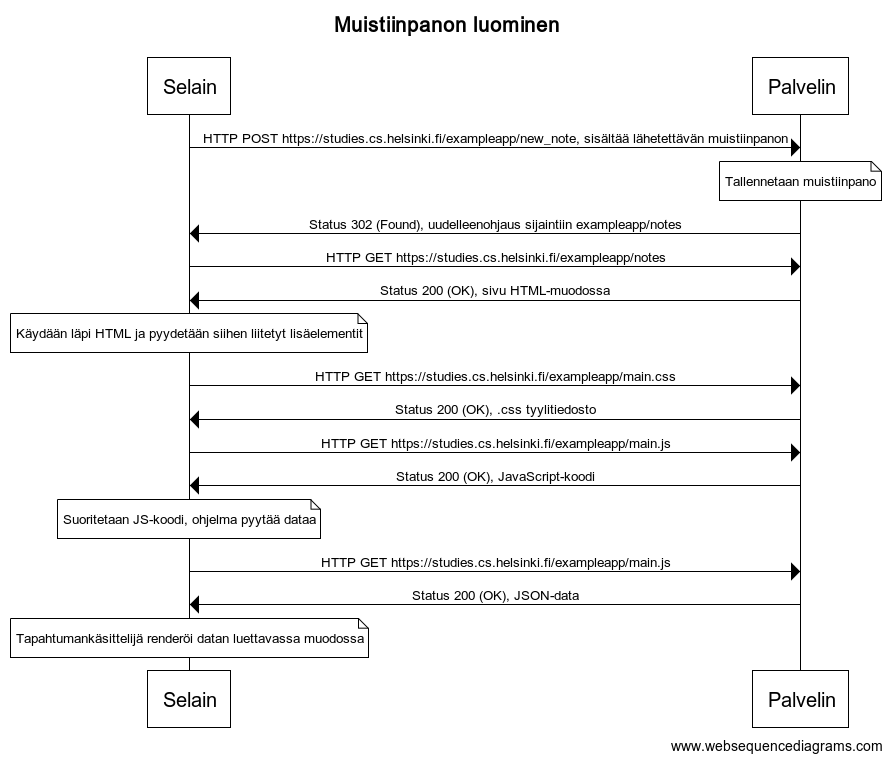 Muistiinpanon luominen
Selain
Palvelin
HTTP POST https://studies.cs.helsinki.fi/exampleapp/new_note, sisältää lähetettävän muistiinpanon
Tallennetaan muistiinpano
Status 302 (Found), uudelleenohjaus sijaintiin exampleapp/notes
HTTP GET https://studies.cs.helsinki.fi/exampleapp/notes
Status 200 (OK), sivu HTML-muodossa
Käydään läpi HTML ja pyydetään siihen liitetyt lisäelementit
HTTP GET https://studies.cs.helsinki.fi/exampleapp/main.css
Status 200 (OK), .css tyylitiedosto
HTTP GET https://studies.cs.helsinki.fi/exampleapp/main.js
Status 200 (OK), JavaScript-koodi
Suoritetaan JS-koodi, ohjelma pyytää dataa
HTTP GET https://studies.cs.helsinki.fi/exampleapp/main.js
Status 200 (OK), JSON-data
Tapahtumankäsittelijä renderöi datan luettavassa muodossa
Selain
Palvelin
www.websequencediagrams.com